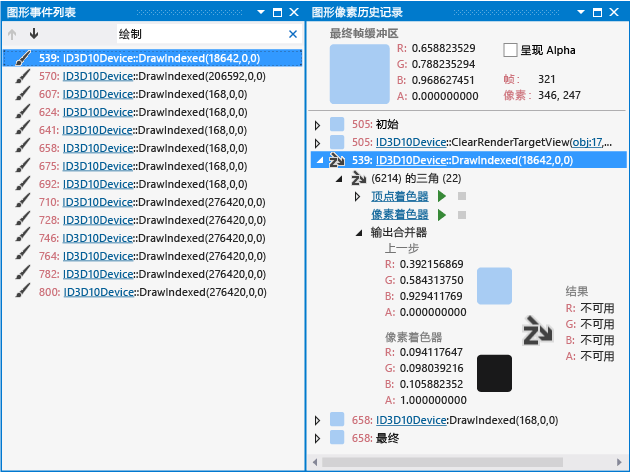 图形事件列表
绘制
539: ID3D10Device::DrawIndexed(18642,0,0)
570: ID3D10Device::DrawIndexed(206592,0,0)
607: ID3D10Device::DrawIndexed(168,0,0)
624: ID3D10Device::DrawIndexed(168,0,0)
641: ID3D10Device::DrawIndexed(168,0,0)
658: ID3D10Device::DrawIndexed(168,0,0)
675: ID3D10Device::DrawIndexed(168,0,0)
692: ID3D10Device::DrawIndexed(168,0,0)
710: ID3D10Device::DrawIndexed(276420,0,0)
728: ID3D10Device::DrawIndexed(276420,0,0)
746: ID3D10Device::DrawIndexed(276420,0,0)
764: ID3D10Device::DrawIndexed(276420,0,0)
782: ID3D10Device::DrawIndexed(276420,0,0)
800: ID3D10Device::DrawIndexed(276420,0,0)
图形像素历史记录
最终帧缓冲区
R: 0.658823529
G: 0.788235294
B: 0.968627451
A: 0.000000000
呈现 Alpha
帧: 321
像素: 346, 247
505: 初始
505: ID3D10Device::ClearRenderTargetView(obj:17,...
539: ID3D10Device::DrawIndexed(18642,0,0)
(6214) 的三角 (22)
顶点着色器
像素着色器
输出合并器
上一步
R: 0.392156869
G: 0.584313750
B: 0.929411769
A: 0.000000000
像素着色器
R: 0.094117647
G: 0.098039216
B: 0.105882352
A: 1.000000000
结果
R: 不可用
G: 不可用
B: 不可用
A: 不可用
658: ID3D10Device:DrawIndexed(168,0,0)
658: 最终